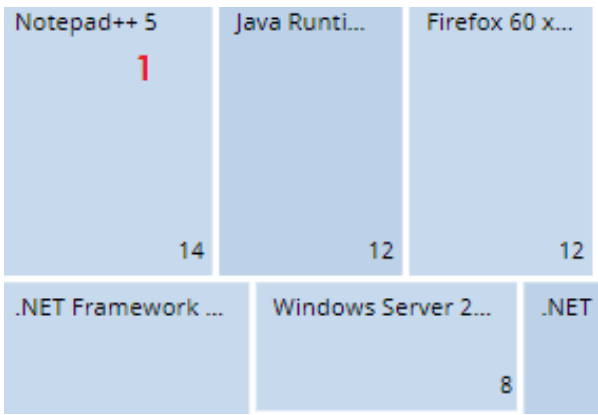 Notepad++ 5
1
14
Java Runti...
12
Firefox 60 x...
12
.NET Framework ...
Windows Server 2...
8
.NET